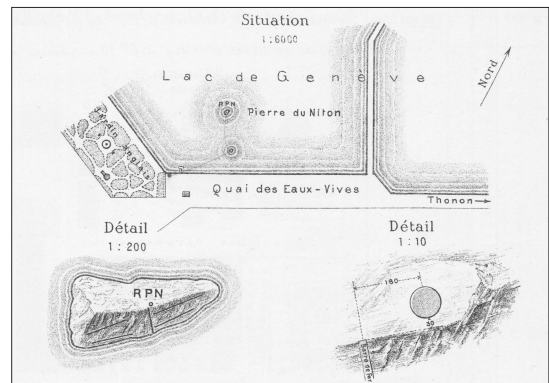 Situation
1:6000
Lac de Genève
Nord
RPN
Pierre du Niton
Jardin Anglais
Quai des Eaux-Vives
Thonon
Détail
1:200
RPN
Détail
1:10
160
30